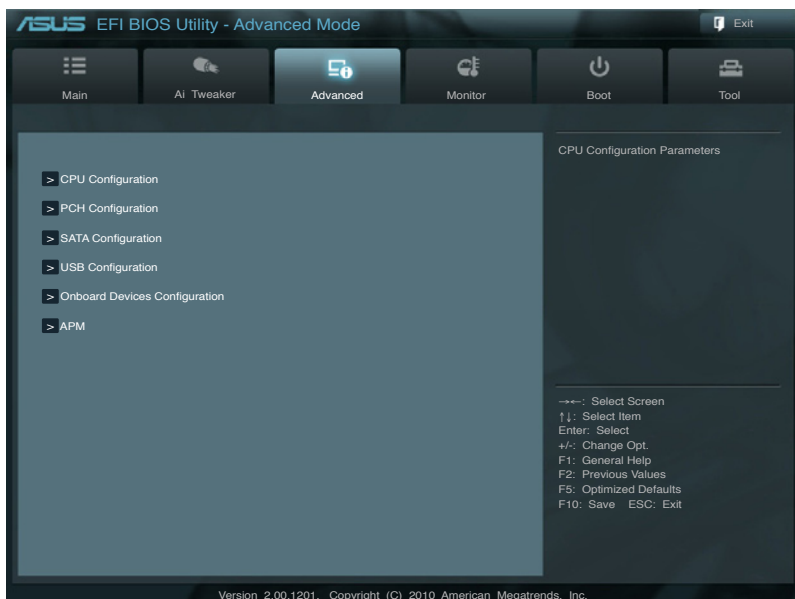 ASUS EFI BIOS Utility - Advanced Mode
Exit
Main
Ai Tweaker
Advanced
Monitor
Boot
Tool
CPU Configuration Parameters
> CPU Configuration
> PCH Configuration
> SATA Configuration
> USB Configuration
> Onboard Devices Configuration
> APM
→←: Select Screen
↑↓: Select Item
Enter: Select
+/-: Change Opt.
F1: General Help
F2: Previous Values
F5: Optimized Defaults
F10: Save ESC: Exit
Version 2.00.1201. Copyright (C) 2010 American Megatrends, Inc.